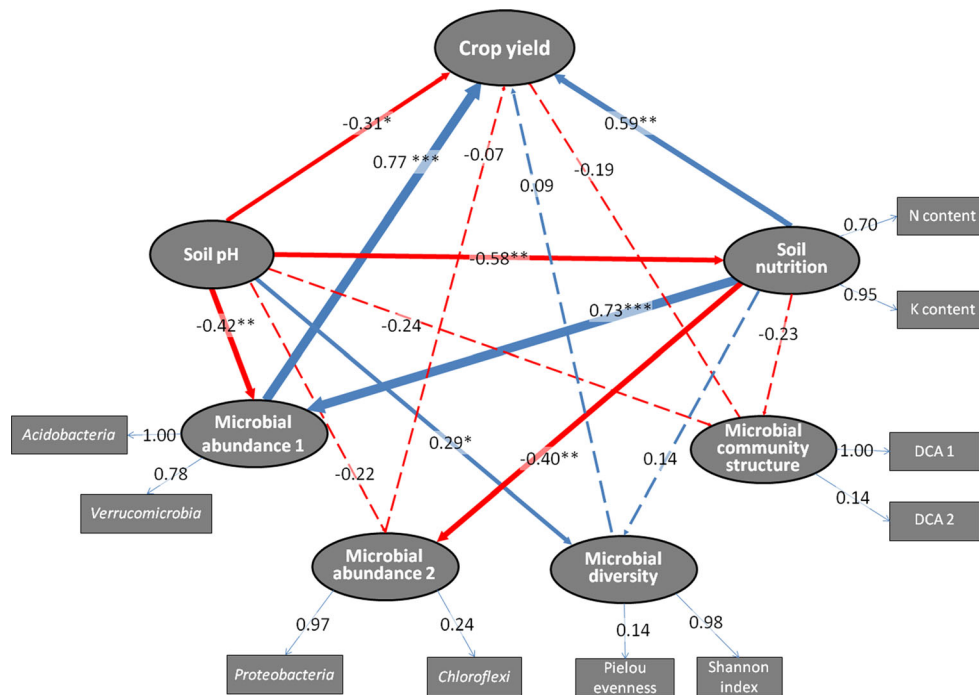 Crop yield
-0.31*
0.77 ***
-0.07
0.09
-0.19
0.59**
Soil pH
-0.58**
Soil
nutrition
0.70
N content
0.95
K content
-0.42**
-0.24
0.73***
-0.23
Acidobacteria
1.00
Microbial
abundance 1
0.78
Verrucomicrobia
-0.22
0.29*
-0.40**
0.14
Microbial
community
structure
1.00
DCA 1
0.14
DCA 2
Microbial
abundance 2
Microbial
diversity
0.97
0.24
0.14
0.98
Proteobacteria
Chloroflexi
Pielou
evenness
Shannon
index